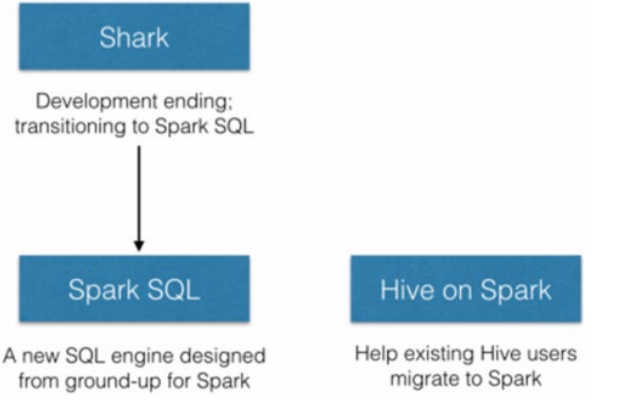 Shark
Development ending;
transitioning to Spark SQL
Spark SQL
A new SQL engine designed
from ground-up for Spark
Hive on Spark
Help existing Hive users
migrate to Spark